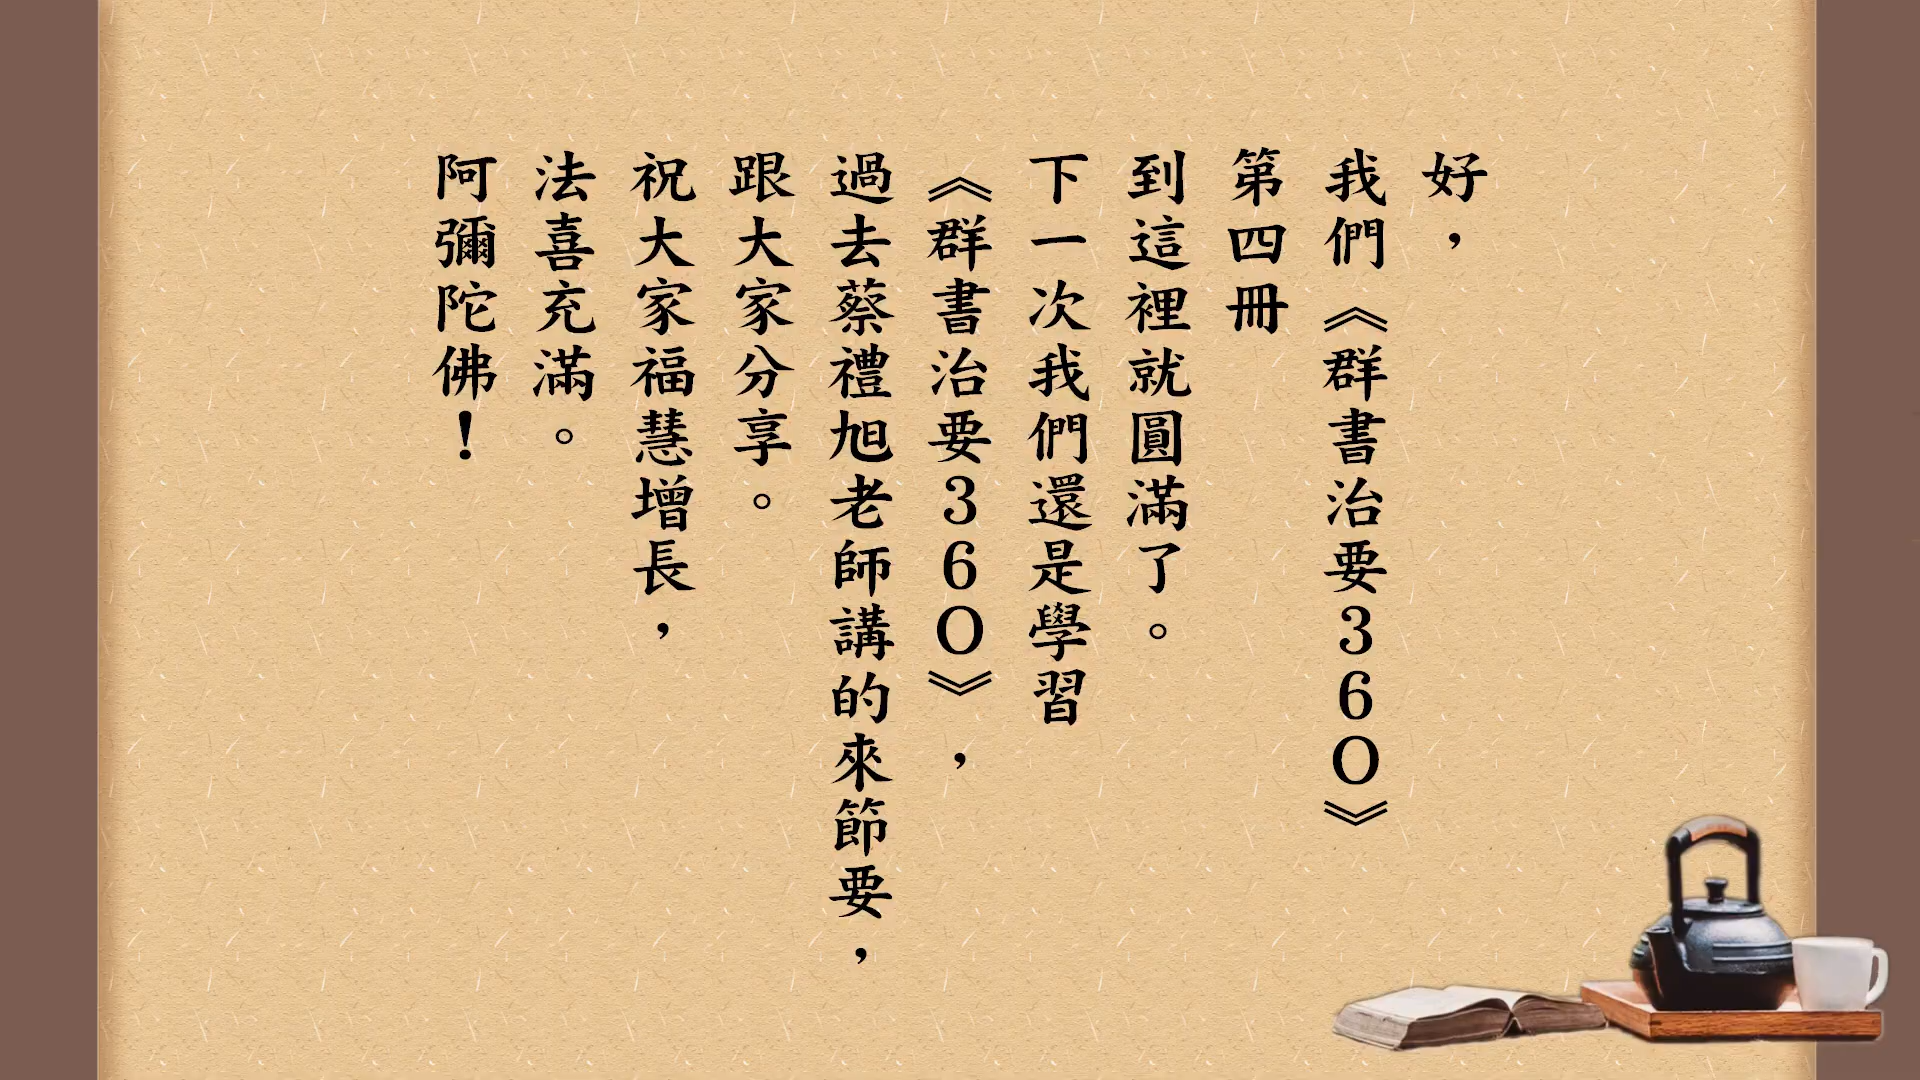 好，
我們《群書治要360》
第四冊
到這裡就圓滿了。
下一次我們還是學習
《群書治要360》，
過去蔡禮旭老師講的來節要，
跟大家分享。
祝大家福慧增長，
法喜充滿。
阿彌陀佛！